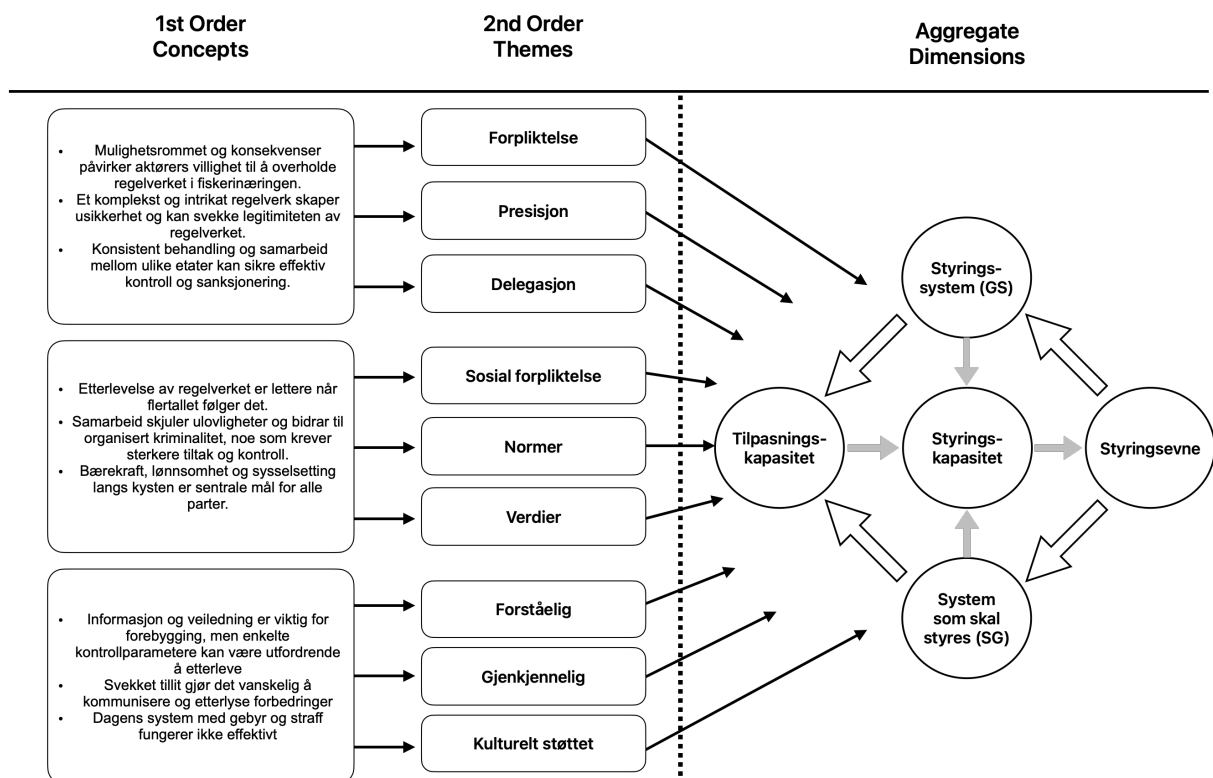 1st Order
Concepts
2nd Order
Themes
Aggregate
Dimensions
• Mulighetsrommet og konsekvenser
påvirker aktørers villighet til å overholde
regelverket i fiskerinæringen.
• Et komplekst og intrikat regelverk skaper
usikkerhet og kan svekke legitimiteten av
regelverket.
• Konsistent behandling og samarbeid
mellom ulike etater kan sikre effektiv
kontroll og sanksjonering.
Forpliktelse
Presisjon
Delegasjon
• Etterlevelse av regelverket er lettere når
flertallet følger det.
• Samarbeid skjuler ulovligheter og bidrar til
organisert kriminalitet, noe som krever
sterkere tiltak og kontroll.
• Bærekraft, lønnsomhet og sysselsetting
langs kysten er sentrale mål for alle
parter.
Sosial forpliktelse
Normer
Verdier
• Informasjon og veiledning er viktig for
forebygging, men enkelte
kontrollparametere kan være utfordrende
å etterleve
• Svekket tillit gjør det vanskelig å
kommunisere og etterlyse forbedringer
• Dagens system med gebyr og straff
fungerer ikke effektivt
Forståelig
Gjenkjennelig
Kulturelt støttet
Styrings-
system (GS)
Tilpasnings-
kapasitet
Styrings-
kapasitet
Styringsevne
System
som skal
styres (SG)